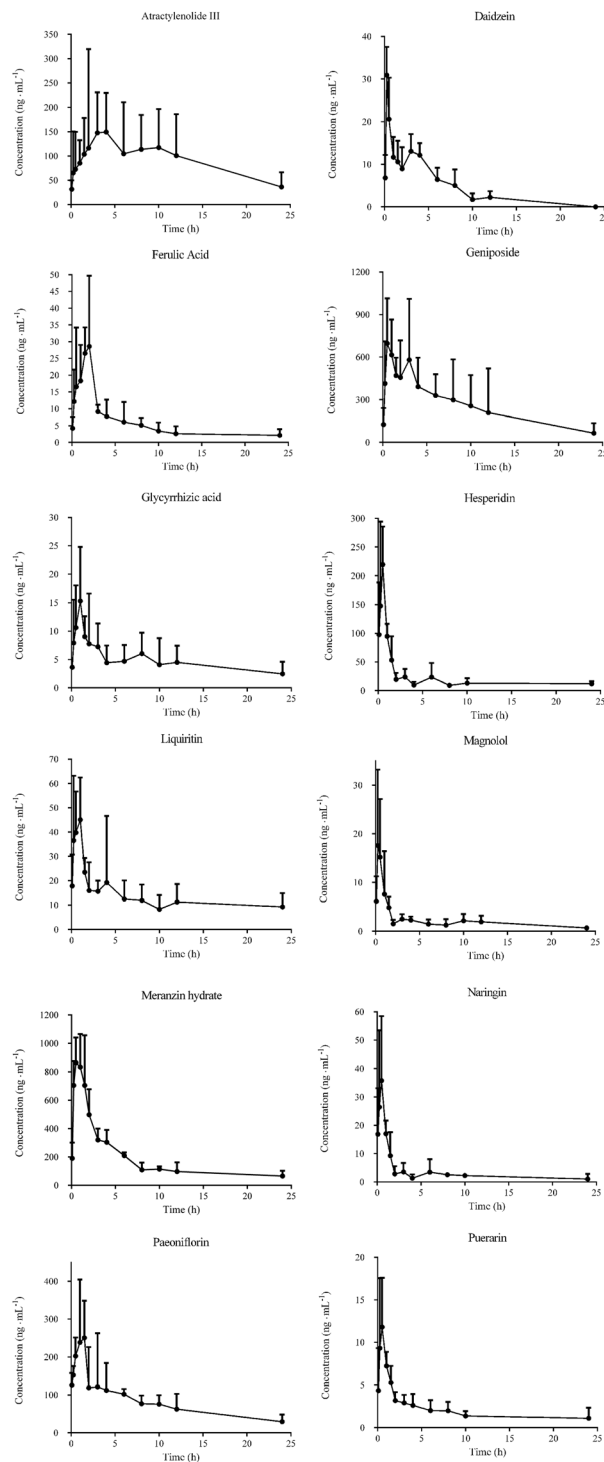 Atractylenolide III
Concentration (ng · mL⁻¹)
350
300
250
200
150
100
50
0
0 5 10 15 20 25
Time (h)
Daidzein
Concentration (ng · mL⁻¹)
40
30
20
10
0
0 5 10 15 20 25
Time (h)
Ferulic Acid
Concentration (ng · mL⁻¹)
50
45
40
35
30
25
20
15
10
5
0
0 5 10 15 20 25
Time (h)
Geniposide
Concentration (ng · mL⁻¹)
1200
900
600
300
0
0 5 10 15 20 25
Time (h)
Glycyrrhizic acid
Concentration (ng · mL⁻¹)
30
25
20
15
10
5
0
0 5 10 15 20 25
Time (h)
Hesperidin
Concentration (ng · mL⁻¹)
300
250
200
150
100
50
0
0 5 10 15 20 25
Time (h)
Liquiritin
Concentration (ng · mL⁻¹)
70
60
50
40
30
20
10
0
0 5 10 15 20 25
Time (h)
Magnolol
Concentration (ng · mL⁻¹)
30
20
10
0
0 5 10 15 20 25
Time (h)
Meranzin hydrate
Concentration (ng · mL⁻¹)
1200
1000
800
600
400
200
0
0 5 10 15 20 25
Time (h)
Naringin
Concentration (ng · mL⁻¹)
60
50
40
30
20
10
0
0 5 10 15 20 25
Time (h)
Paeoniflorin
Concentration (ng · mL⁻¹)
400
300
200
100
0
0 5 10 15 20 25
Time (h)
Puerarin
Concentration (ng · mL⁻¹)
20
15
10
5
0
0 5 10 15 20 25
Time (h)